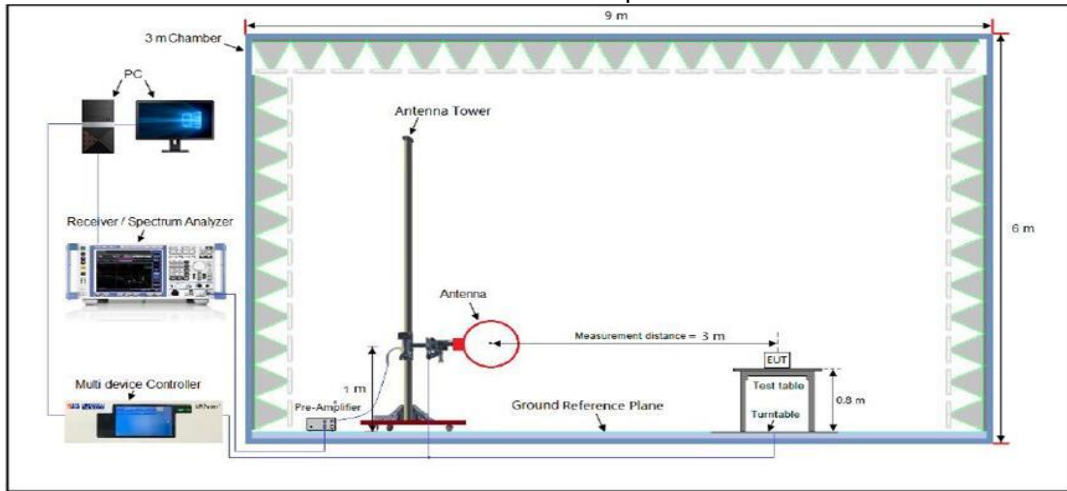 9 m
3 m Chamber
PC
Antenna Tower
Receiver / Spectrum Analyzer
6 m
Antenna
Measurement distance = 3 m
EUT
Multi device Controller
1 m
Test table
0.8 m
Pre-Amplifier
Ground Reference Plane
Turntable